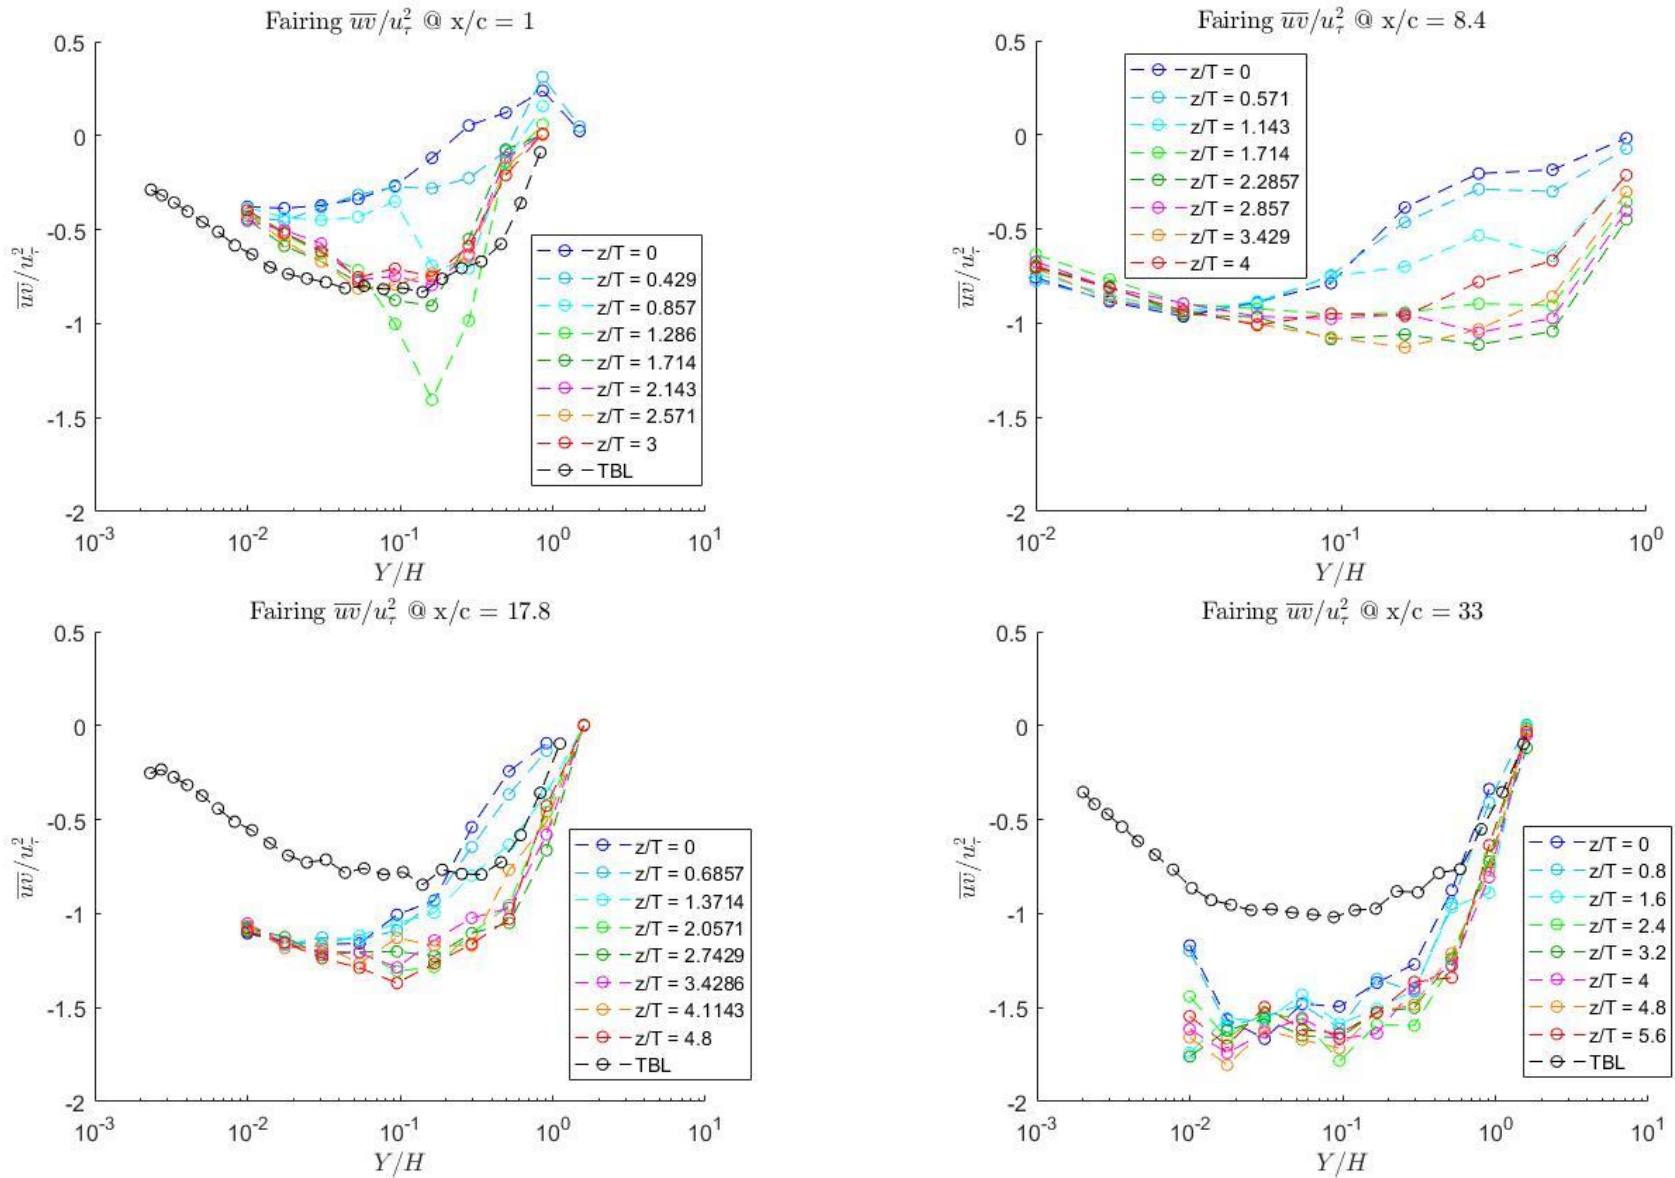 Fairing $\overline{uv}/u_\tau^2$ @ x/c = 1
0.5
0
-0.5
-1
-1.5
-2
$\overline{uv}/u_\tau^2$
z/T = 0
z/T = 0.429
z/T = 0.857
z/T = 1.286
z/T = 1.714
z/T = 2.143
z/T = 2.571
z/T = 3
TBL
10^{-3} 10^{-2} 10^{-1} 10^{0} 10^{1}
Y/H
Fairing $\overline{uv}/u_\tau^2$ @ x/c = 8.4
0.5
0
-0.5
-1
-1.5
-2
$\overline{uv}/u_\tau^2$
z/T = 0
z/T = 0.571
z/T = 1.143
z/T = 1.714
z/T = 2.2857
z/T = 2.857
z/T = 3.429
z/T = 4
10^{-2} 10^{-1} 10^{0}
Y/H
Fairing $\overline{uv}/u_\tau^2$ @ x/c = 17.8
0.5
0
-0.5
-1
-1.5
-2
$\overline{uv}/u_\tau^2$
z/T = 0
z/T = 0.6857
z/T = 1.3714
z/T = 2.0571
z/T = 2.7429
z/T = 3.4286
z/T = 4.1143
z/T = 4.8
TBL
10^{-3} 10^{-2} 10^{-1} 10^{0} 10^{1}
Y/H
Fairing $\overline{uv}/u_\tau^2$ @ x/c = 33
0.5
0
-0.5
-1
-1.5
-2
$\overline{uv}/u_\tau^2$
z/T = 0
z/T = 0.8
z/T = 1.6
z/T = 2.4
z/T = 3.2
z/T = 4
z/T = 4.8
z/T = 5.6
TBL
10^{-3} 10^{-2} 10^{-1} 10^{0} 10^{1}
Y/H